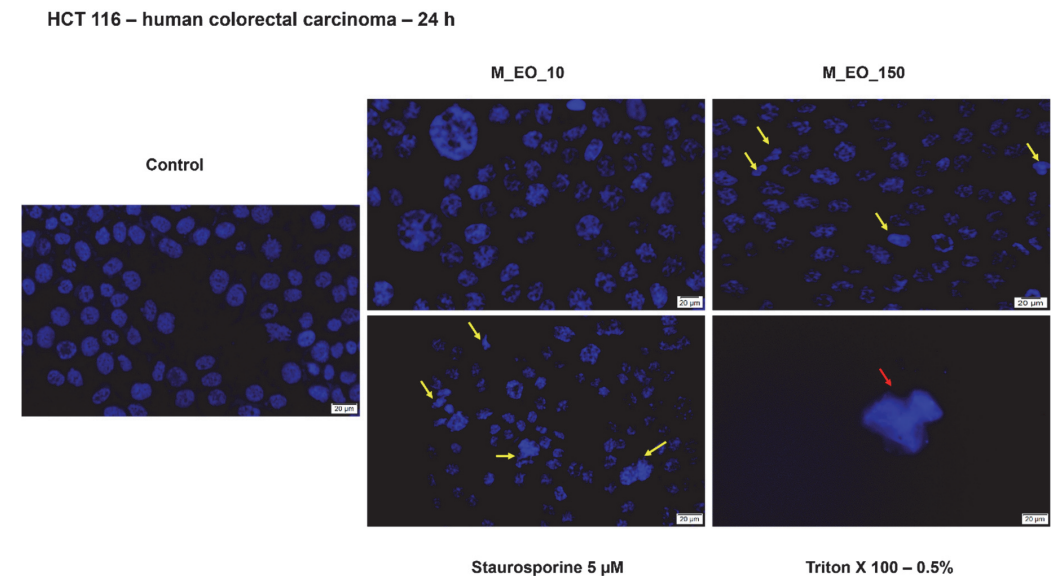 HCT 116 – human colorectal carcinoma – 24 h
M_EO_10
M_EO_150
Control
20 µm
20 µm
20 µm
20 µm
20 µm
Staurosporine 5 µM
Triton X 100 – 0.5%